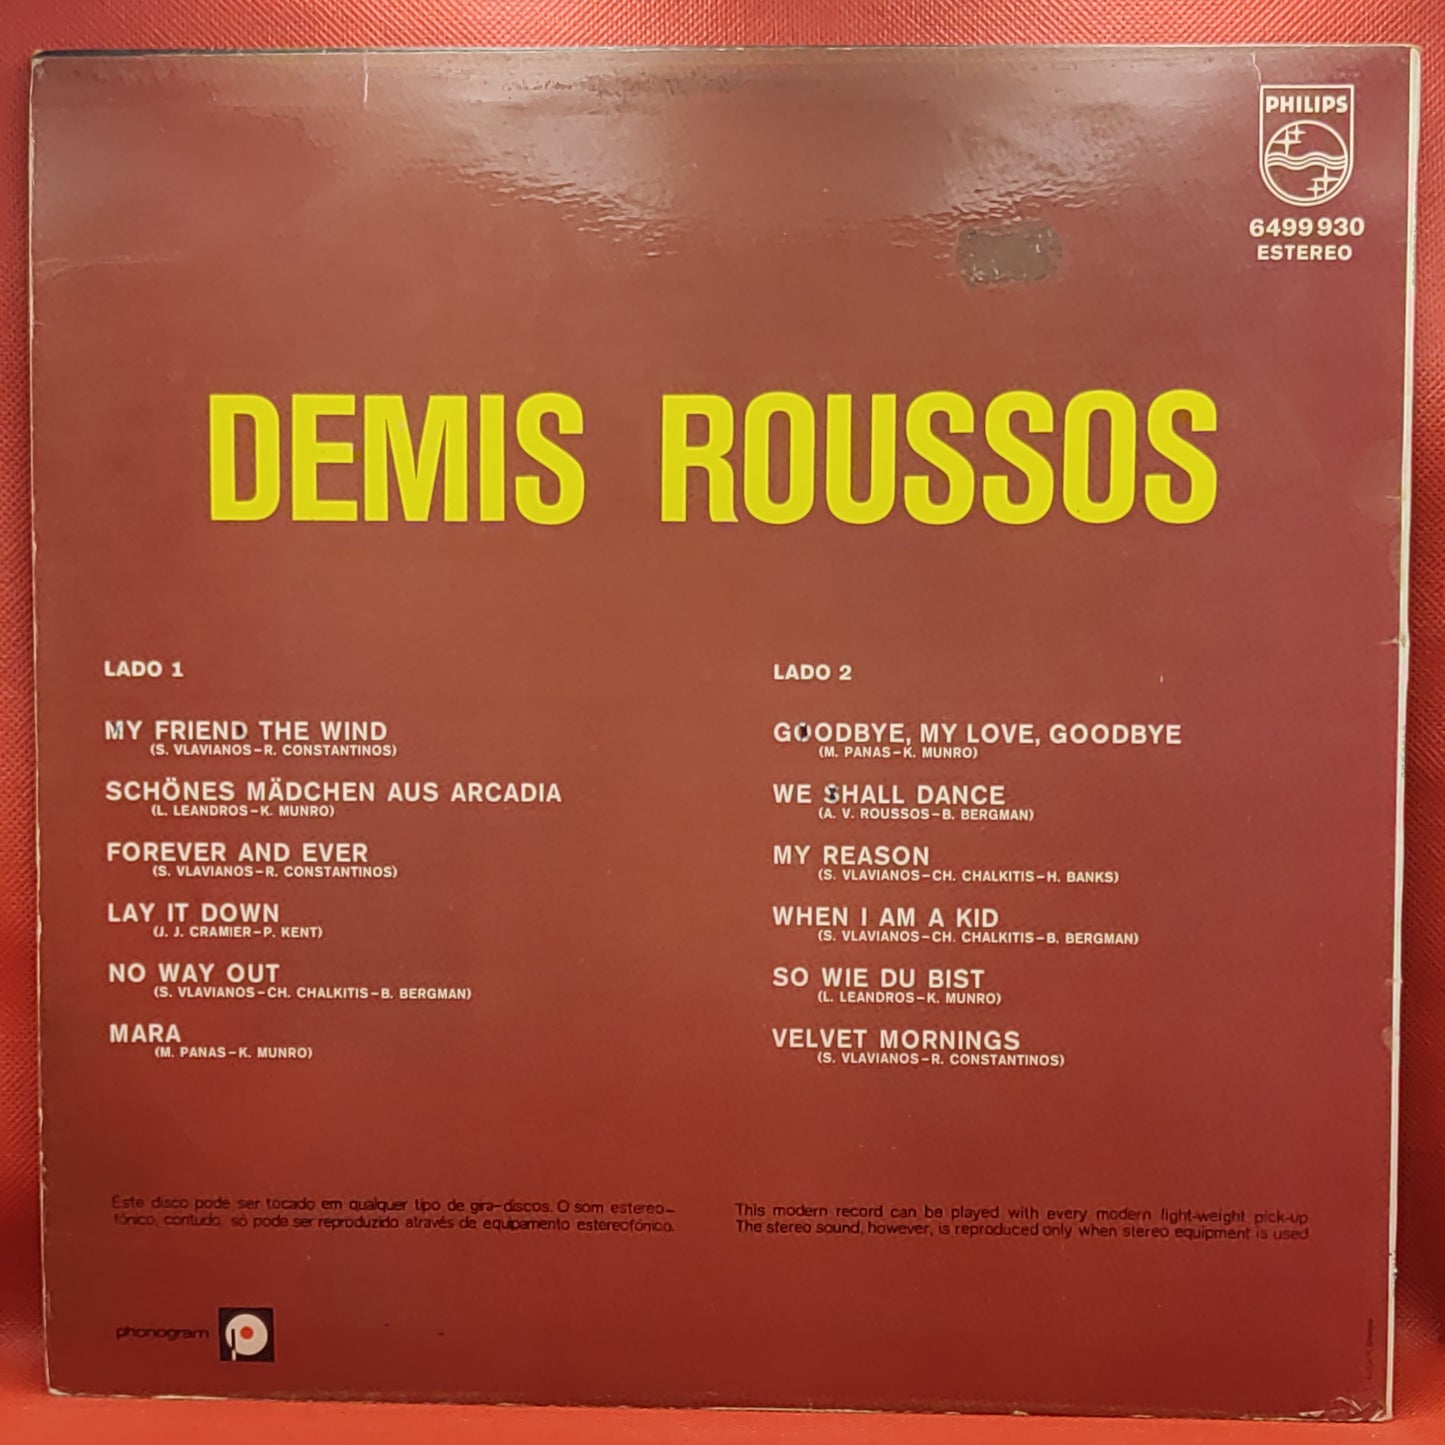 PHILIPS
6499 930
ESTEREO
DEMIS ROUSSOS
LADO 1
MY FRIEND THE WIND
(S. VLAVIANOS-R. CONSTANTINOS)
SCHÖNES MÄDCHEN AUS ARCADIA
(L. LEANDROS-K. MUNRO)
FOREVER AND EVER
(S. VLAVIANOS-R. CONSTANTINOS)
LAY IT DOWN
(J. J. CRAMIER-P. KENT)
NO WAY OUT
(S. VLAVIANOS-CH. CHALKITIS-B. BERGMAN)
MARA
(M. PANAS-K. MUNRO)
LADO 2
GOODBYE, MY LOVE, GOODBYE
(M. PANAS-K. MUNRO)
WE SHALL DANCE
(A. V. ROUSSOS-B. BERGMAN)
MY REASON
(S. VLAVIANOS-CH. CHALKITIS-H. BANKS)
WHEN I AM A KID
(S. VLAVIANOS-CH. CHALKITIS-B. BERGMAN)
SO WIE DU BIST
(L. LEANDROS-K. MUNRO)
VELVET MORNINGS
(S. VLAVIANOS-R. CONSTANTINOS)
Este disco pode ser tocado em qualquer tipo de gira-discos. O som estereo-
fónico, contudo, só pode ser reproduzido através de equipamento estereofónico.
This modern record can be played with every modern light-weight pick-up
The stereo sound, however, is reproduced only when stereo equipment is used
phonogram